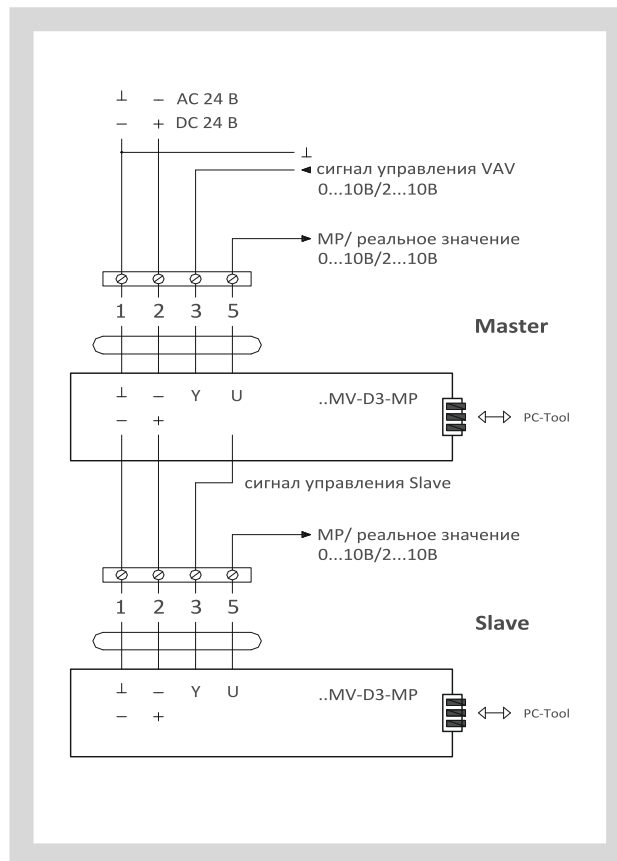 ⊥ – AC 24 В
– + DC 24 В
⊥
сигнал управления VAV
0...10В/2...10В
МР/ реальное значение
0...10В/2...10В
1 2 3 5
Master
⊥ – Y U
..MV-D3-MP
– +
PC-Tool
сигнал управления Slave
МР/ реальное значение
0...10В/2...10В
1 2 3 5
Slave
⊥ – Y U
..MV-D3-MP
– +
PC-Tool